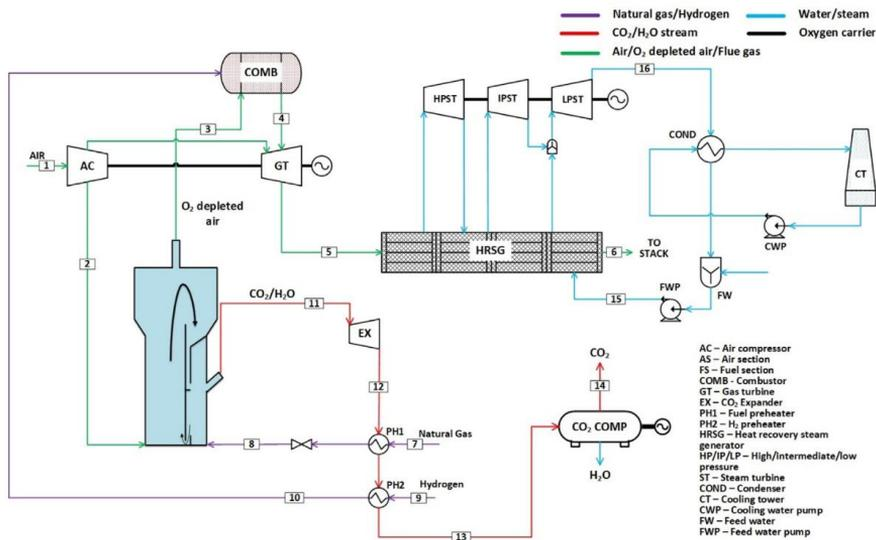 Natural gas/Hydrogen
Water/steam
CO₂/H₂O stream
Oxygen carrier
Air/O₂ depleted air/Flue gas
COMB
16
HPST
IPST
LPST
3
4
AIR
1
AC
GT
COND
CT
O₂ depleted
air
2
5
HRSG
6
TO
STACK
CWP
FWP
FW
15
CO₂/H₂O
11
EX
12
CO₂
14
CO₂ COMP
H₂O
8
PH1
7
Natural Gas
10
PH2
9
Hydrogen
13
AC – Air compressor
AS – Air section
FS – Fuel section
COMB - Combustor
GT – Gas turbine
EX – CO₂ Expander
PH1 – Fuel preheater
PH2 – H₂ preheater
HRSG – Heat recovery steam
generator
HP/IP/LP – High/Intermediate/low
pressure
ST – Steam turbine
COND – Condenser
CT – Cooling tower
CWP – Cooling water pump
FW – Feed water
FWP – Feed water pump